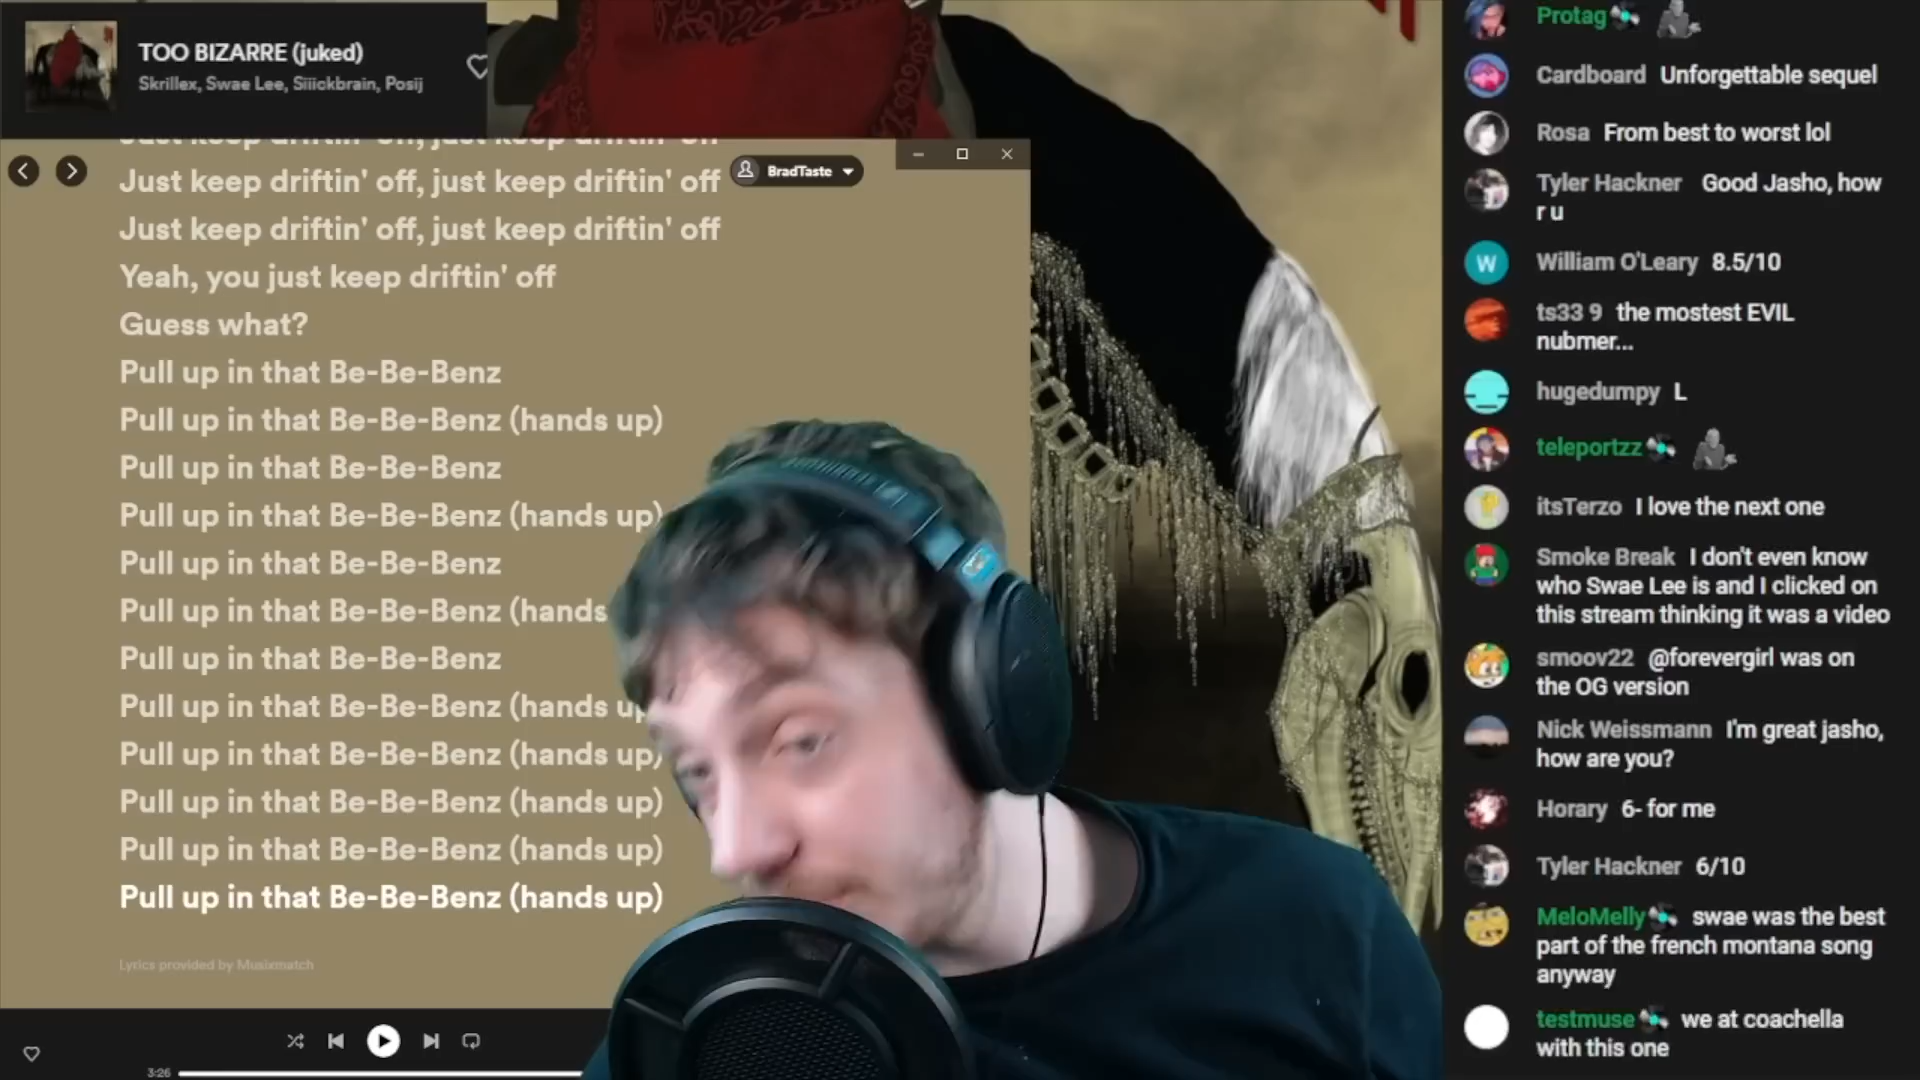 TOO BIZARRE (juked)
Skrillex, Swae Lee, Siiickbrain, Posij
Just keep driftin' off, just keep driftin' off
Just keep driftin' off, just keep driftin' off
Just keep driftin' off, just keep driftin' off
Yeah, you just keep driftin' off
Guess what?
Pull up in that Be-Be-Benz
Pull up in that Be-Be-Benz (hands up)
Pull up in that Be-Be-Benz
Pull up in that Be-Be-Benz (hands up)
Pull up in that Be-Be-Benz
Pull up in that Be-Be-Benz (hands
Pull up in that Be-Be-Benz
Pull up in that Be-Be-Benz (hands up
Pull up in that Be-Be-Benz (hands up)
Pull up in that Be-Be-Benz (hands up)
Pull up in that Be-Be-Benz (hands up)
Pull up in that Be-Be-Benz (hands up)
Lyrics provided by Musixmatch
3:26
BradTaste
Protag
Cardboard Unforgettable sequel
Rosa From best to worst lol
Tyler Hackner Good Jasho, how
r u
W
William O'Leary 8.5/10
ts33 9 the mostest EVIL
nubmer...
hugedumpy L
teleportzz
itsTerzo I love the next one
Smoke Break I don't even know
who Swae Lee is and I clicked on
this stream thinking it was a video
smoov22 @forevergirl was on
the OG version
Nick Weissmann I'm great jasho,
how are you?
Horary 6- for me
Tyler Hackner 6/10
MeloMelly swae was the best
part of the french montana song
anyway
testmuse we at coachella
with this one